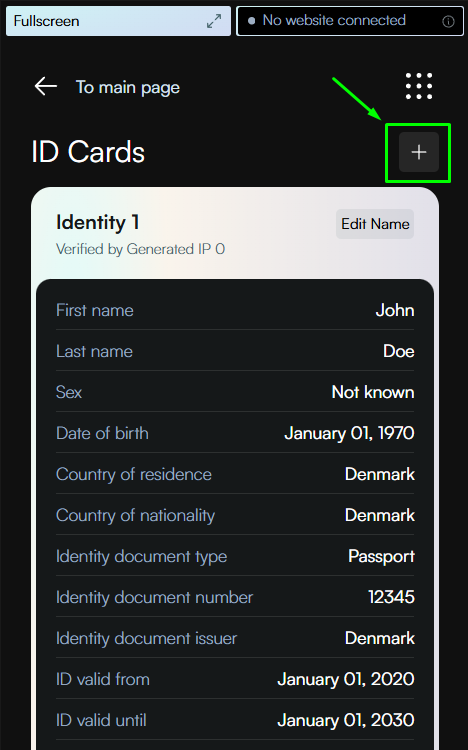 Fullscreen
No website connected
To main page
ID Cards
Identity 1
Edit Name
Verified by Generated IP 0
First name John
Last name Doe
Sex Not known
Date of birth January 01, 1970
Country of residence Denmark
Country of nationality Denmark
Identity document type Passport
Identity document number 12345
Identity document issuer Denmark
ID valid from January 01, 2020
ID valid until January 01, 2030